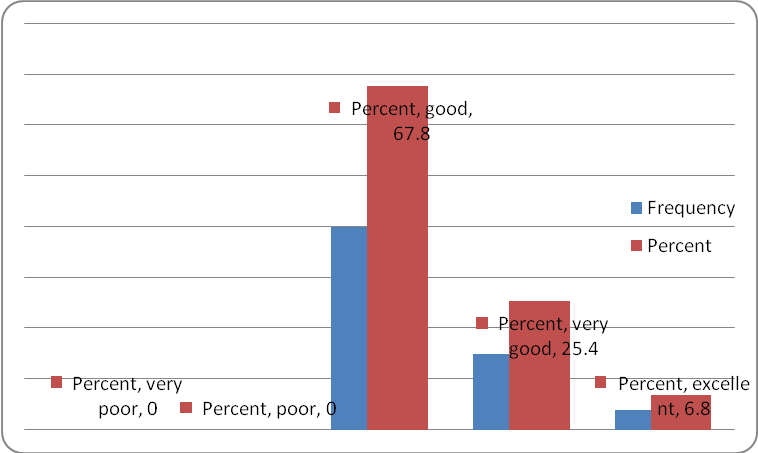 Percent, good,
67.8
Frequency
Percent
Percent, very
good, 25.4
Percent, very
poor, 0
Percent, poor, 0
Percent, excelle
nt, 6.8